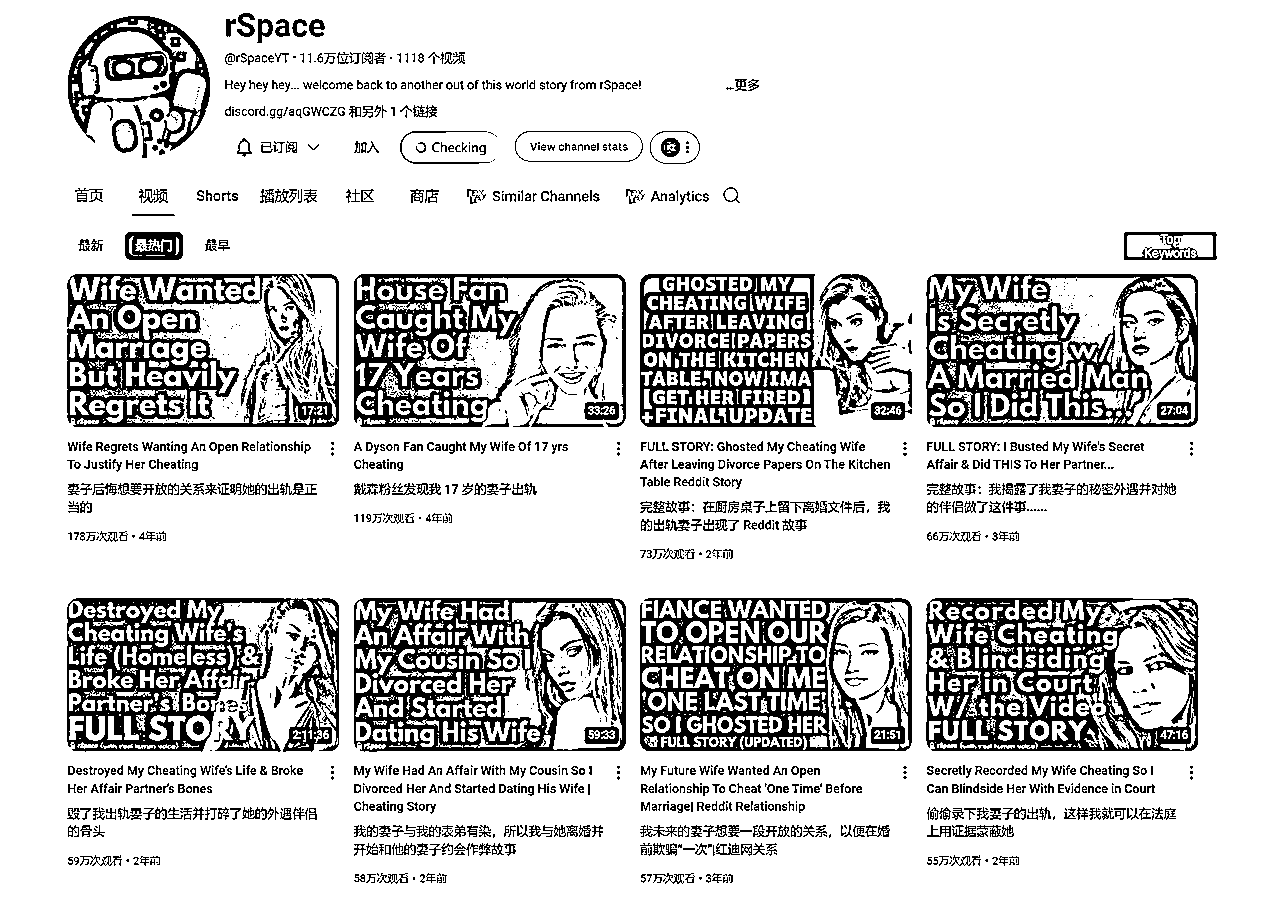 rSpace
@rSpaceYT · 11.6万位订阅者 · 1118 个视频
Hey hey hey... welcome back to another out of this world story from rSpace!
...更多
discord.gg/aqGWCZG 和另外 1 个链接
已订阅
加入
Checking
View channel stats
首页
视频
Shorts
播放列表
社区
商店
Similar Channels
Analytics
最新
最热门
最早
Top
Keywords
Wife Wanted
An Open
Marriage
But Heavily
Regrets It
17:21
House Fan
Caught My
Wife Of
17 Years
Cheating
33:26
GHOSTED MY
CHEATING WIFE
AFTER LEAVING
DIVORCE PAPERS
ON THE KITCHEN
TABLE, NOW IMA
GET HER FIRED
+FINAL UPDATE
32:46
My Wife
Is Secretly
Cheating w/
A Married Man
So I Did This...
27:04
Wife Regrets Wanting An Open Relationship
To Justify Her Cheating
妻子后悔想要开放的关系来证明她的出轨是正
当的
178万次观看 · 4年前
A Dyson Fan Caught My Wife Of 17 yrs
Cheating
戴森粉丝发现我 17 岁的妻子出轨
119万次观看 · 4年前
FULL STORY: Ghosted My Cheating Wife
After Leaving Divorce Papers On The Kitchen
Table Reddit Story
完整故事：在厨房桌子上留下离婚文件后，我
的出轨妻子出现了 Reddit 故事
73万次观看 · 2年前
FULL STORY: I Busted My Wife's Secret
Affair & Did THIS To Her Partner...
完整故事：我揭露了我妻子的秘密外遇并对她
的伴侣做了这件事......
66万次观看 · 3年前
Destroyed My
Cheating Wife's
Life (Homeless) &
Broke Her Affair
Partner's Bones
FULL STORY
2:11:36
My Wife Had
An Affair With
My Cousin So I
Divorced Her
And Started
Dating His Wife
59:33
FIANCE WANTED
TO OPEN OUR
RELATIONSHIP TO
CHEAT ON ME
'ONE LAST TIME'
SO I GHOSTED HER
FULL STORY (UPDATED)
21:51
Recorded My
Wife Cheating
& Blindsiding
Her in Court
W/ the Video
FULL STORY
47:16
Destroyed My Cheating Wife's Life & Broke
Her Affair Partner's Bones
毁了我出轨妻子的生活并打碎了她的外遇伴侣
的骨头
59万次观看 · 2年前
My Wife Had An Affair With My Cousin So I
Divorced Her And Started Dating His Wife |
Cheating Story
我的妻子与我的表弟有染，所以我与她离婚并
开始和他的妻子约会作弊故事
58万次观看 · 2年前
My Future Wife Wanted An Open
Relationship To Cheat 'One Time' Before
Marriage| Reddit Relationship
我未来的妻子想要一段开放的关系，以便在婚
前欺骗“一次”|红迪网关系
57万次观看 · 3年前
Secretly Recorded My Wife Cheating So I
Can Blindside Her With Evidence in Court
偷偷录下我妻子的出轨，这样我就可以在法庭
上用证据蒙蔽她
55万次观看 · 2年前